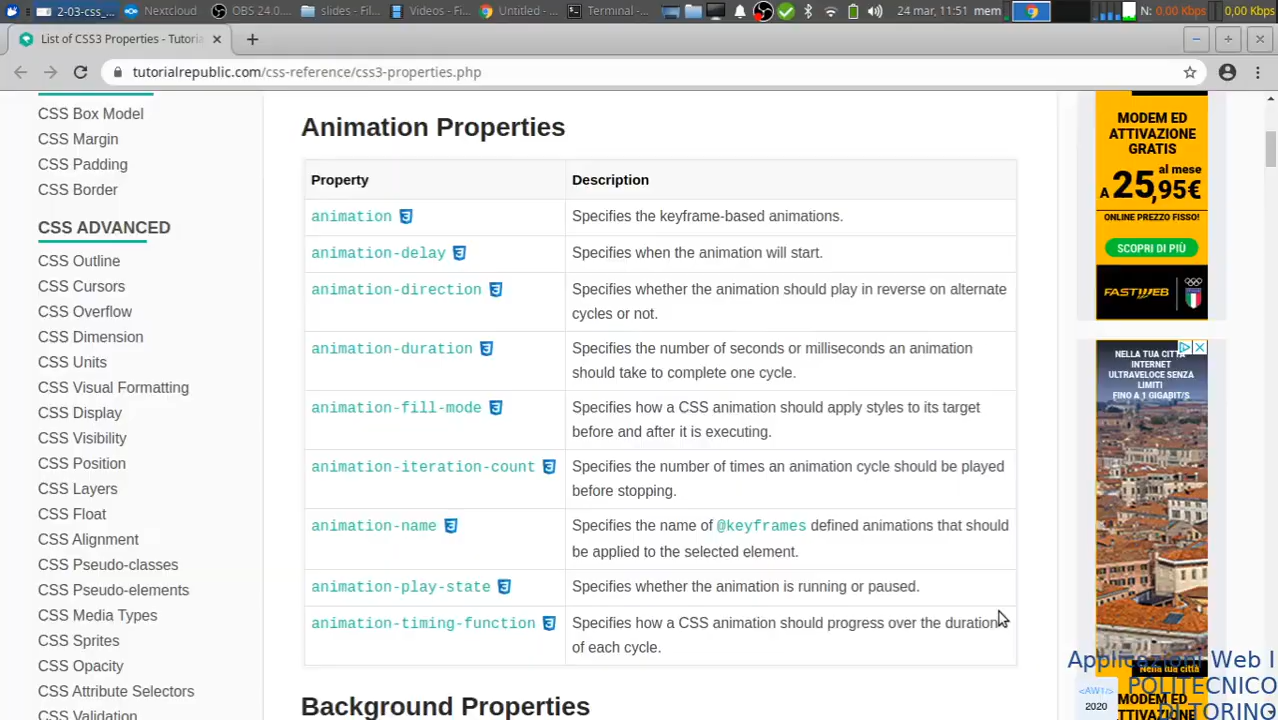 2-03-css_...
Nextcloud
OBS 24.0....
slides - Fil...
Videos - Fi...
Untitled - ...
Terminal - ...
24 mar, 11:51 mem
N: 0.00 Kbps
0,00 Kbps
List of CSS3 Properties - Tutoria
tutorialrepublic.com/css-reference/css3-properties.php
CSS Box Model
CSS Margin
CSS Padding
CSS Border
CSS ADVANCED
CSS Outline
CSS Cursors
CSS Overflow
CSS Dimension
CSS Units
CSS Visual Formatting
CSS Display
CSS Visibility
CSS Position
CSS Layers
CSS Float
CSS Alignment
CSS Pseudo-classes
CSS Pseudo-elements
CSS Media Types
CSS Sprites
CSS Opacity
CSS Attribute Selectors
CSS Validation
Animation Properties
Property Description
animation Specifies the keyframe-based animations.
animation-delay Specifies when the animation will start.
animation-direction Specifies whether the animation should play in reverse on alternate
cycles or not.
animation-duration Specifies the number of seconds or milliseconds an animation
should take to complete one cycle.
animation-fill-mode Specifies how a CSS animation should apply styles to its target
before and after it is executing.
animation-iteration-count Specifies the number of times an animation cycle should be played
before stopping.
animation-name Specifies the name of @keyframes defined animations that should
be applied to the selected element.
animation-play-state Specifies whether the animation is running or paused.
animation-timing-function Specifies how a CSS animation should progress over the duration
of each cycle.
Background Properties
MODEM ED
ATTIVAZIONE
GRATIS
A 25,95€ al mese
ONLINE PREZZO FISSO!
SCOPRI DI PIÙ
FASTWEB
NELLA TUA CITTÀ
INTERNET
ULTRAVELOCE SENZA
LIMITI
FINO A 1 GIGABIT/S
Nella tua città
MODEM ED
ATTIVAZIONE
Applicazioni Web I
POLITECNICO
DI TORINO
<AW1/>
2020